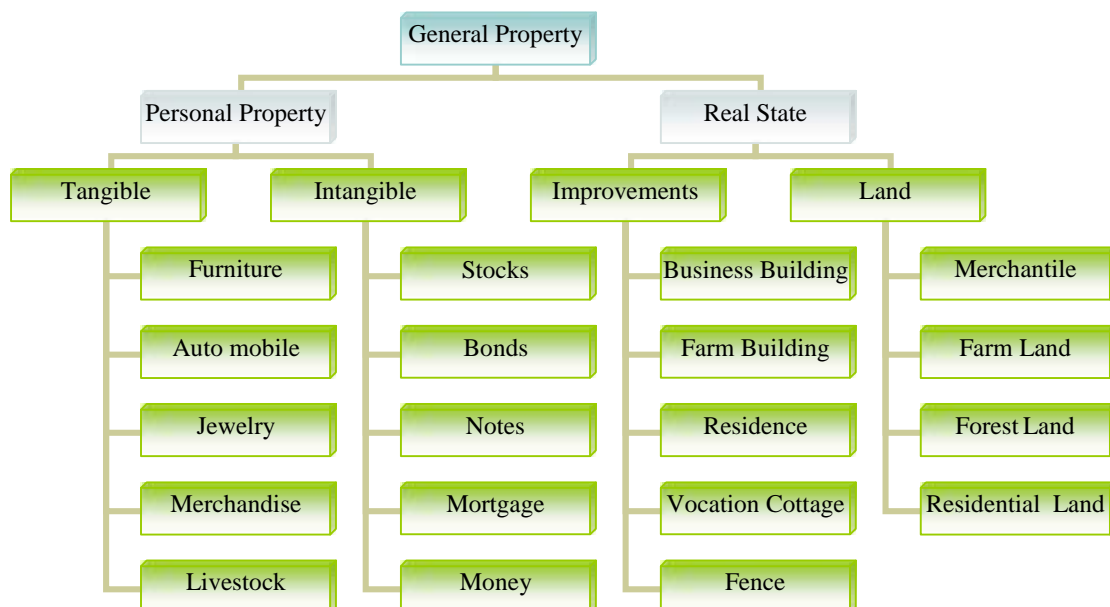 General Property
Personal Property
Real State
Tangible
Intangible
Improvements
Land
Furniture
Stocks
Business Building
Merchantile
Auto mobile
Bonds
Farm Building
Farm Land
Jewelry
Notes
Residence
Forest Land
Merchandise
Mortgage
Vocation Cottage
Residential Land
Livestock
Money
Fence